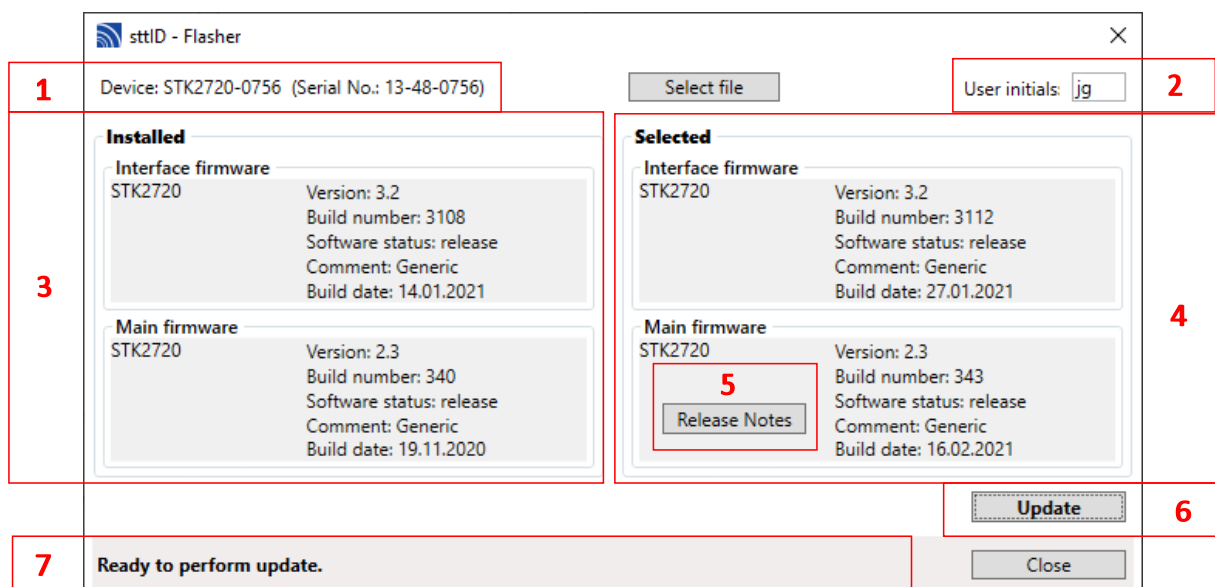 sttID - Flasher
1
Device: STK2720-0756 (Serial No.: 13-48-0756)
Select file
User initials: jg
2
3
Installed
Interface firmware
STK2720
Version: 3.2
Build number: 3108
Software status: release
Comment: Generic
Build date: 14.01.2021
Main firmware
STK2720
Version: 2.3
Build number: 340
Software status: release
Comment: Generic
Build date: 19.11.2020
Selected
Interface firmware
STK2720
Version: 3.2
Build number: 3112
Software status: release
Comment: Generic
Build date: 27.01.2021
4
Main firmware
STK2720
5
Release Notes
Version: 2.3
Build number: 343
Software status: release
Comment: Generic
Build date: 16.02.2021
Update
6
7
Ready to perform update.
Close